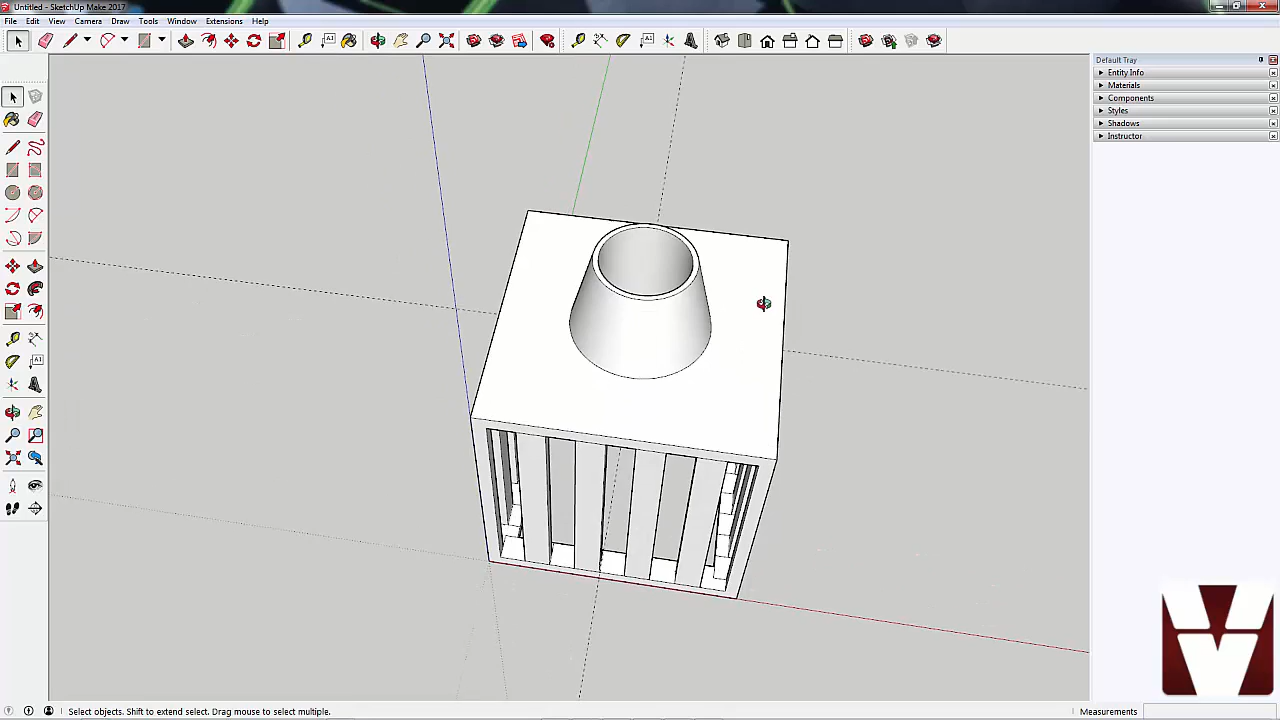 Untitled - SketchUp Make 2017
File Edit View Camera Draw Tools Window Extensions Help
Default Tray
Entity Info
Materials
Components
Styles
Shadows
Instructor
Select objects. Shift to extend select. Drag mouse to select multiple.
Measurements